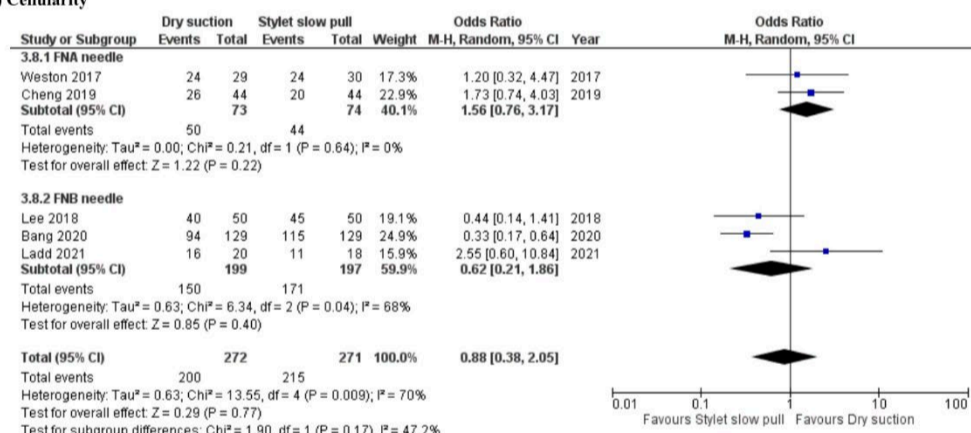 Cellularity
Dry suction Stylet slow pull Odds Ratio Odds Ratio
Study or Subgroup Events Total Events Total Weight M-H, Random, 95% CI Year M-H, Random, 95% CI
3.8.1 FNA needle
Weston 2017 24 29 24 30 17.3% 1.20 [0.32, 4.47] 2017
Cheng 2019 26 44 20 44 22.9% 1.73 [0.74, 4.03] 2019
Subtotal (95% CI) 73 74 40.1% 1.56 [0.76, 3.17]
Total events 50 44
Heterogeneity: Tau² = 0.00; Chi² = 0.21, df = 1 (P = 0.64); I² = 0%
Test for overall effect: Z = 1.22 (P = 0.22)
3.8.2 FNB needle
Lee 2018 40 50 45 50 19.1% 0.44 [0.14, 1.41] 2018
Bang 2020 94 129 115 129 24.9% 0.33 [0.17, 0.64] 2020
Ladd 2021 16 20 11 18 15.9% 2.55 [0.60, 10.84] 2021
Subtotal (95% CI) 199 197 59.9% 0.62 [0.21, 1.86]
Total events 150 171
Heterogeneity: Tau² = 0.63; Chi² = 6.34, df = 2 (P = 0.04); I² = 68%
Test for overall effect: Z = 0.85 (P = 0.40)
Total (95% CI) 272 271 100.0% 0.88 [0.38, 2.05]
Total events 200 215
Heterogeneity: Tau² = 0.63; Chi² = 13.55, df = 4 (P = 0.009); I² = 70%
Test for overall effect: Z = 0.29 (P = 0.77)
Test for subgroup differences: Chi² = 1.90, df = 1 (P = 0.17), I² = 47.2%
0.01 0.1 1 10 100
Favours Stylet slow pull Favours Dry suction